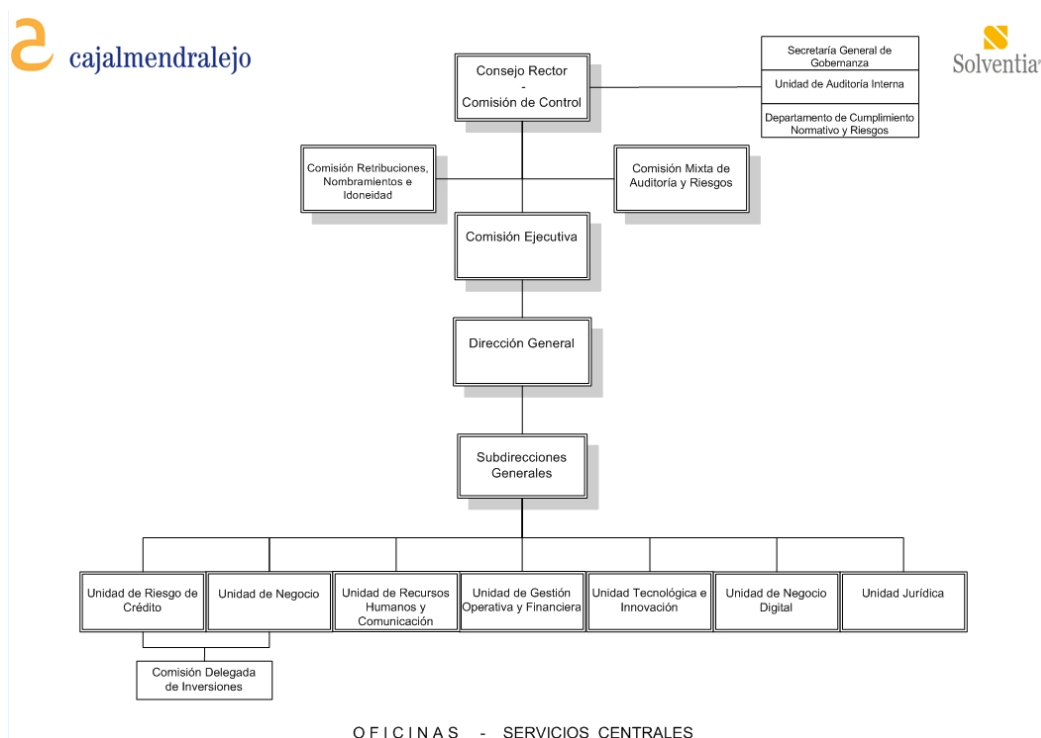 cajalmendralejo
Solventia
Consejo Rector
-
Comisión de Control
Secretaría General de
Gobernanza
Unidad de Auditoría Interna
Departamento de Cumplimiento
Normativo y Riesgos
Comisión Retribuciones,
Nombramientos e
Idoneidad
Comisión Mixta de
Auditoría y Riesgos
Comisión Ejecutiva
Dirección General
Subdirecciones
Generales
Unidad de Riesgo de
Crédito
Unidad de Negocio
Unidad de Recursos
Humanos y
Comunicación
Unidad de Gestión
Operativa y Financiera
Unidad Tecnológica e
Innovación
Unidad de Negocio
Digital
Unidad Jurídica
Comisión Delegada
de Inversiones
O F I C I N A S - SERVICIOS CENTRALES